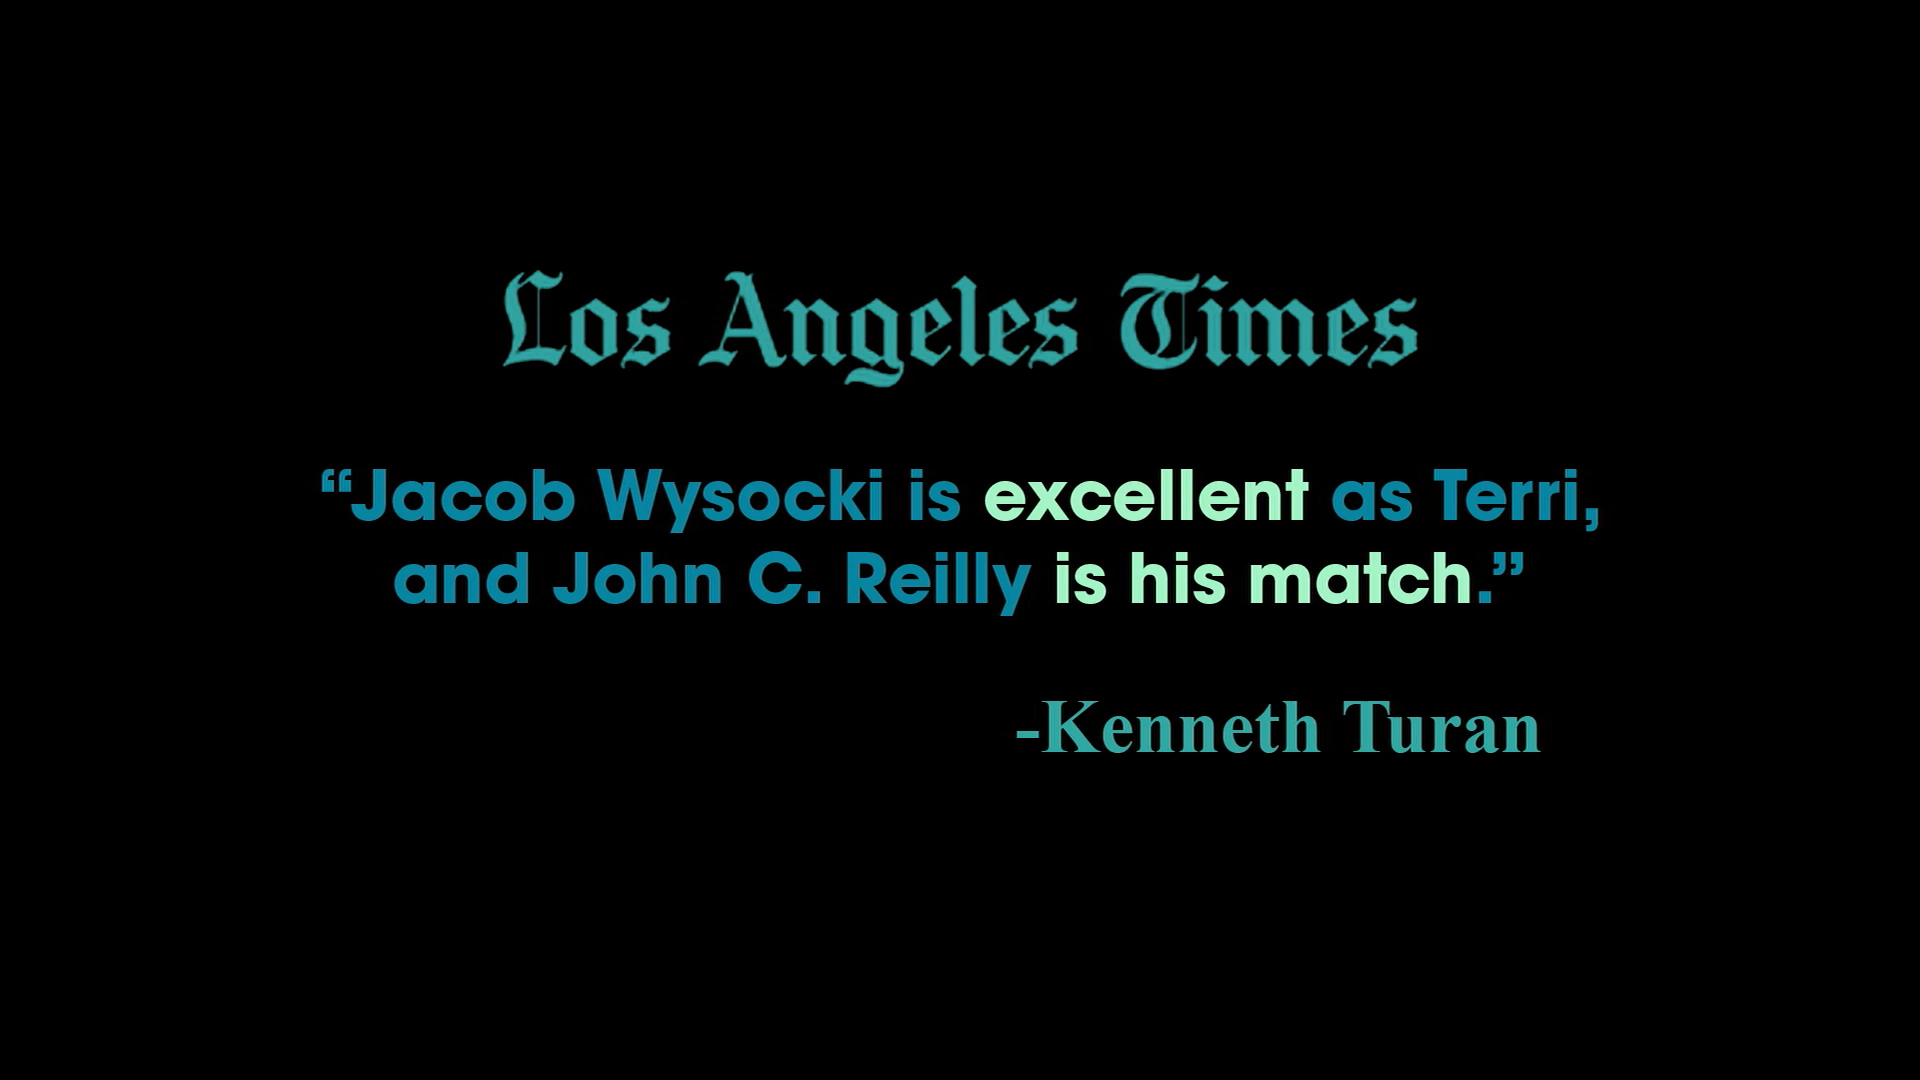 Los Angeles Times
“Jacob Wysocki is excellent as Terri,
and John C. Reilly is his match.”
-Kenneth Turan